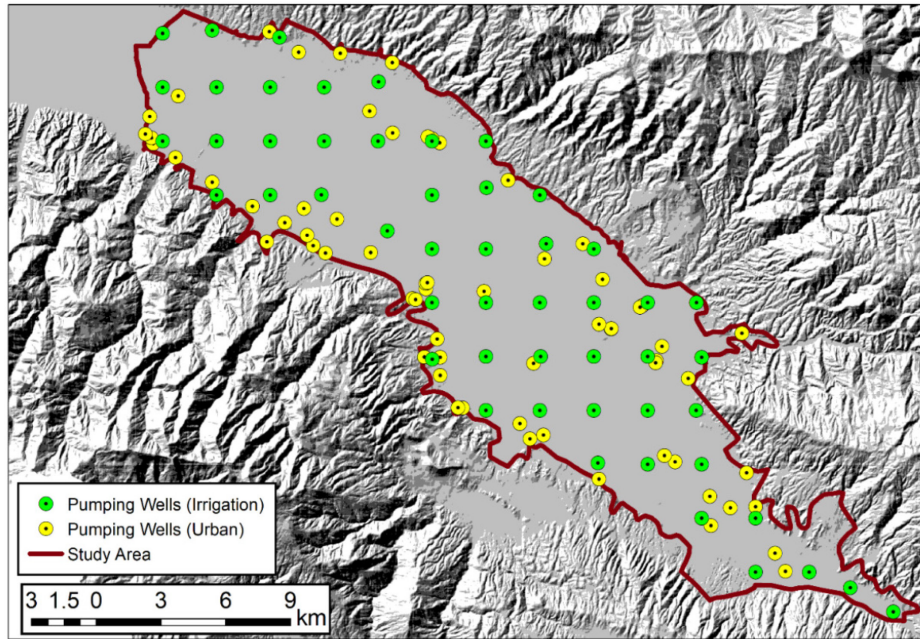 Pumping Wells (Irrigation)
Pumping Wells (Urban)
Study Area
3 1.5 0 3 6 9
km